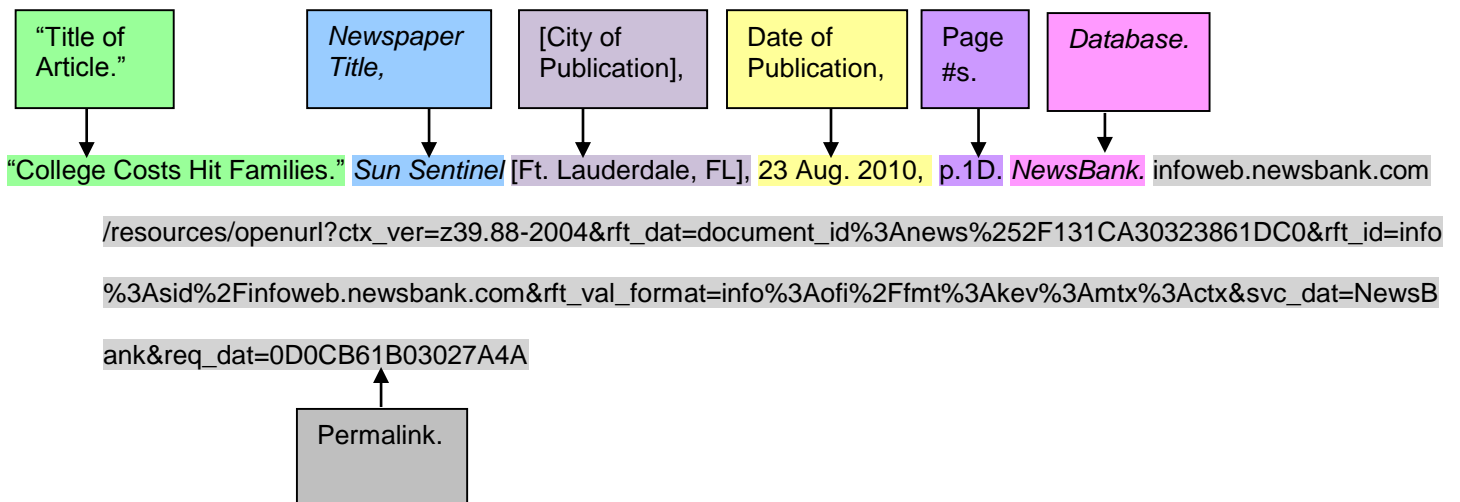 “Title of
Article.”
Newspaper
Title,
[City of
Publication],
Date of
Publication,
Page
#s.
Database.
“College Costs Hit Families.” Sun Sentinel [Ft. Lauderdale, FL], 23 Aug. 2010, p.1D. NewsBank. infoweb.newsbank.com
/resources/openurl?ctx_ver=z39.88-2004&rft_dat=document_id%3Anews%252F131CA30323861DC0&rft_id=info
%3Asid%2Finfoweb.newsbank.com&rft_val_format=info%3Aofi%2Ffmt%3Akev%3Amtx%3Actx&svc_dat=NewsB
ank&req_dat=0D0CB61B03027A4A
Permalink.